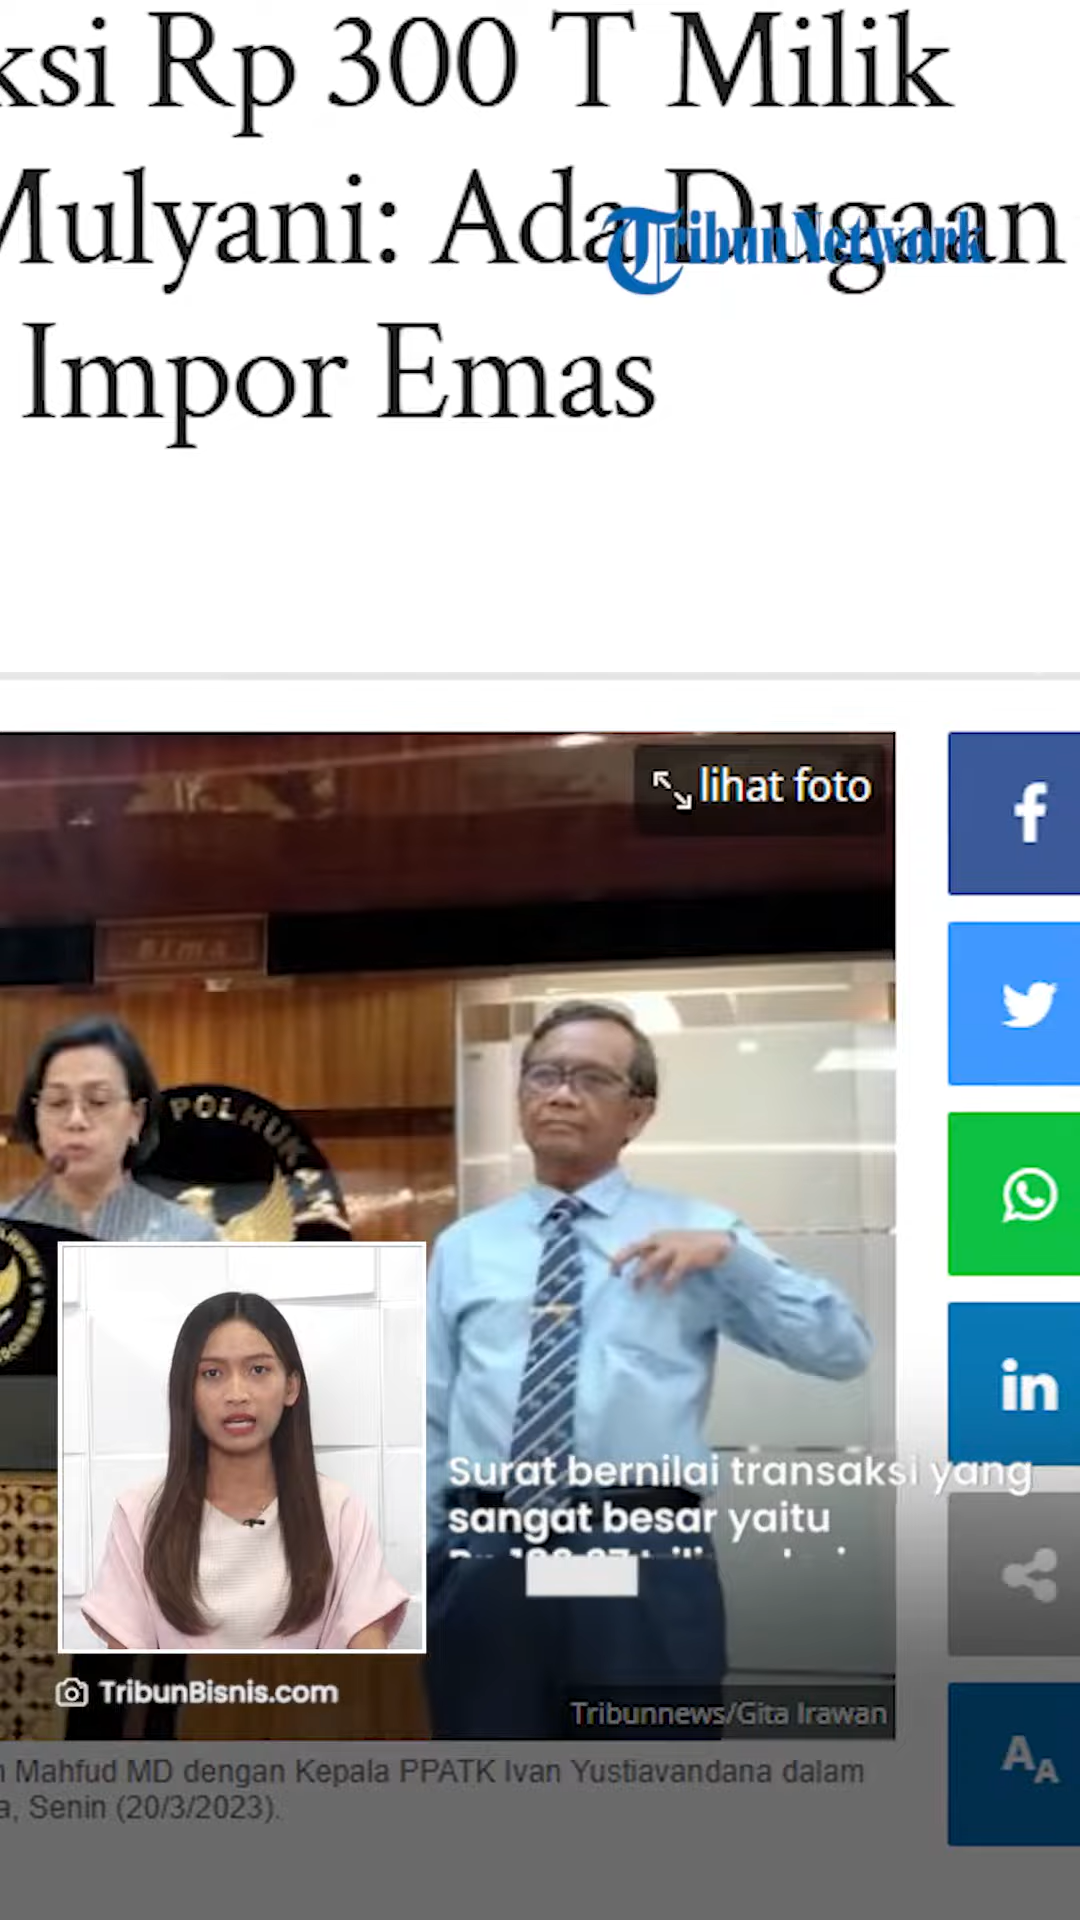 ksi Rp 300 T Milik
Mulyani: Ada Dugaan
TribunNetwork
Impor Emas
lihat foto
Bima
POLHUKAM
Surat bernilai transaksi yang
sangat besar yaitu
TribunBisnis.com
Tribunnews/Gita Irawan
n Mahfud MD dengan Kepala PPATK Ivan Yustiavandana dalam
a, Senin (20/3/2023).